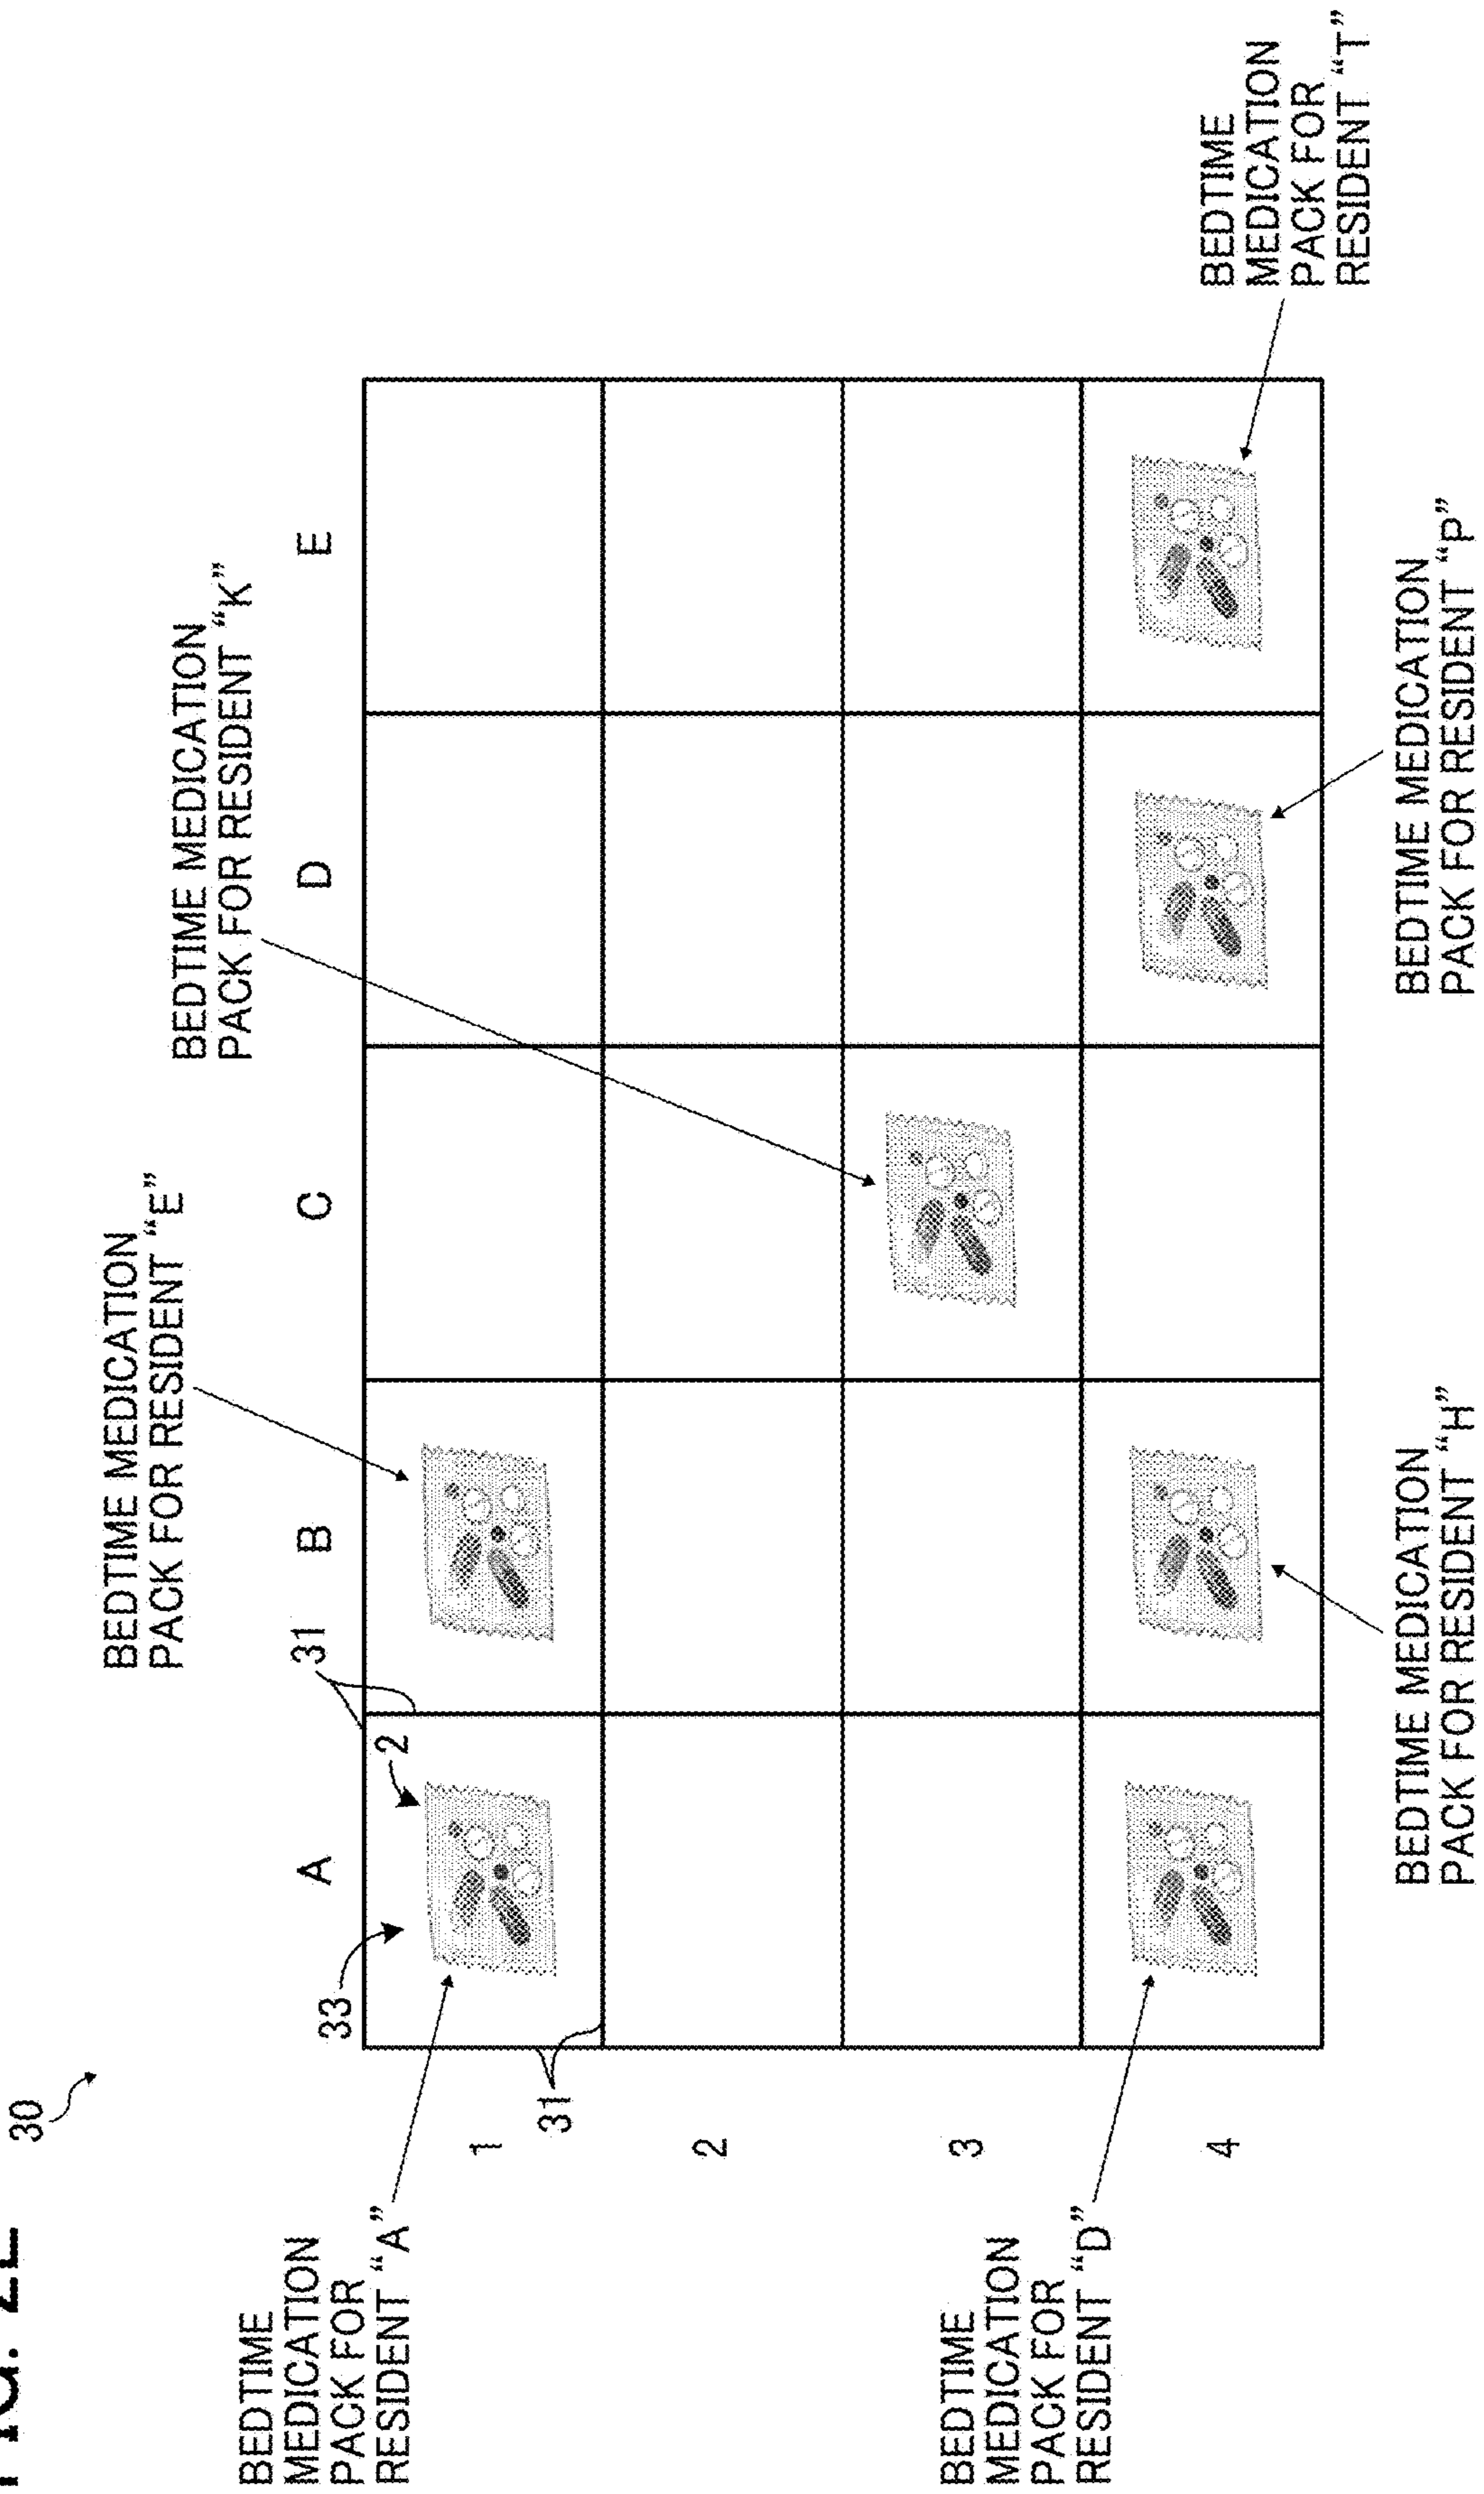 30
BEDTIME MEDICATION
PACK FOR RESIDENT “E”
BEDTIME MEDICATION
PACK FOR RESIDENT “K”
33
A
31
B
C
D
E
2
BEDTIME
MEDICATION
PACK FOR
RESIDENT “A”
1
31
2
3
4
BEDTIME
MEDICATION
PACK FOR
RESIDENT “D”
BEDTIME
MEDICATION
PACK FOR
RESIDENT “T”
BEDTIME MEDICATION
PACK FOR RESIDENT “H”
BEDTIME MEDICATION
PACK FOR RESIDENT “P”